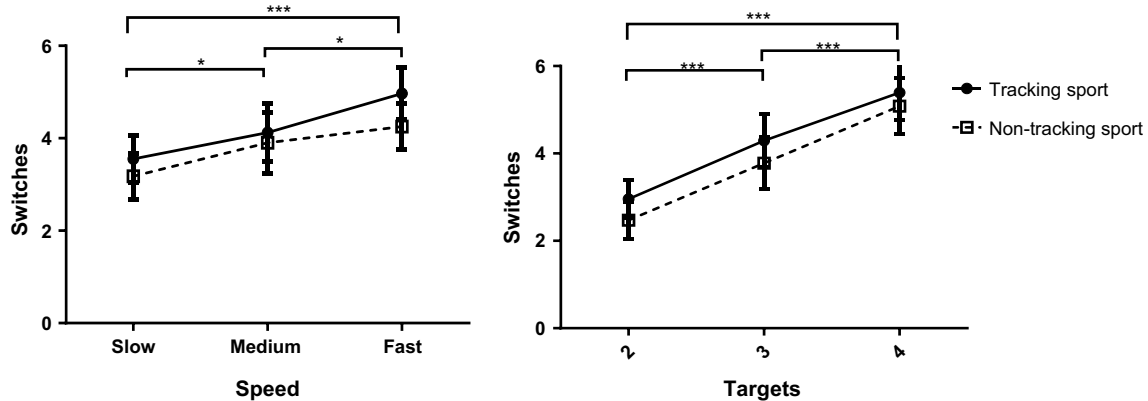 ***
*
*
6
4
2
0
Switches
Slow
Medium
Fast
Speed
***
***
***
6
4
2
0
Switches
2
3
4
Targets
Tracking sport
Non-tracking sport